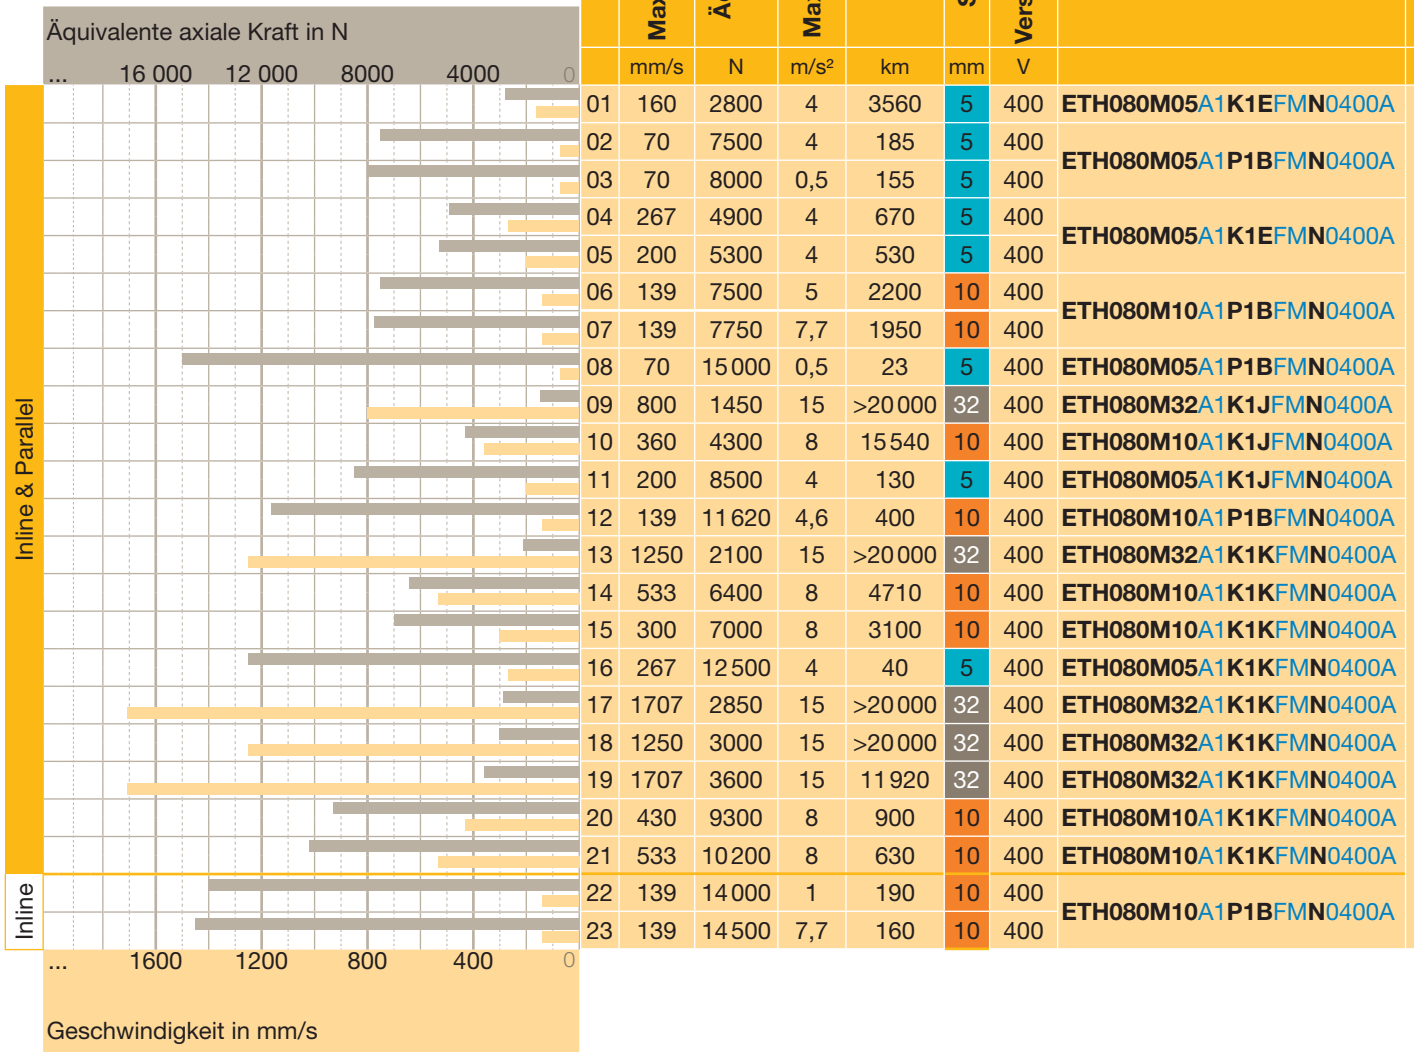 Äquivalente axiale Kraft in N
... 16 000 12 000 8000 4000 0
mm/s N m/s² km mm V
01 160 2800 4 3560 5 400 ETH080M05A1K1EFMN0400A
02 70 7500 4 185 5 400
ETH080M05A1P1BFMN0400A
03 70 8000 0,5 155 5 400
04 267 4900 4 670 5 400
ETH080M05A1K1EFMN0400A
05 200 5300 4 530 5 400
06 139 7500 5 2200 10 400
ETH080M10A1P1BFMN0400A
07 139 7750 7,7 1950 10 400
08 70 15 000 0,5 23 5 400 ETH080M05A1P1BFMN0400A
09 800 1450 15 >20 000 32 400 ETH080M32A1K1JFMN0400A
10 360 4300 8 15 540 10 400 ETH080M10A1K1JFMN0400A
11 200 8500 4 130 5 400 ETH080M05A1K1JFMN0400A
12 139 11 620 4,6 400 10 400 ETH080M10A1P1BFMN0400A
13 1250 2100 15 >20 000 32 400 ETH080M32A1K1KFMN0400A
14 533 6400 8 4710 10 400 ETH080M10A1K1KFMN0400A
15 300 7000 8 3100 10 400 ETH080M10A1K1KFMN0400A
16 267 12 500 4 40 5 400 ETH080M05A1K1KFMN0400A
17 1707 2850 15 >20 000 32 400 ETH080M32A1K1KFMN0400A
18 1250 3000 15 >20 000 32 400 ETH080M32A1K1KFMN0400A
19 1707 3600 15 11 920 32 400 ETH080M32A1K1KFMN0400A
20 430 9300 8 900 10 400 ETH080M10A1K1KFMN0400A
21 533 10 200 8 630 10 400 ETH080M10A1K1KFMN0400A
Inline & Parallel
22 139 14 000 1 190 10 400
ETH080M10A1P1BFMN0400A
23 139 14 500 7,7 160 10 400
Inline
... 1600 1200 800 400 0
Geschwindigkeit in mm/s